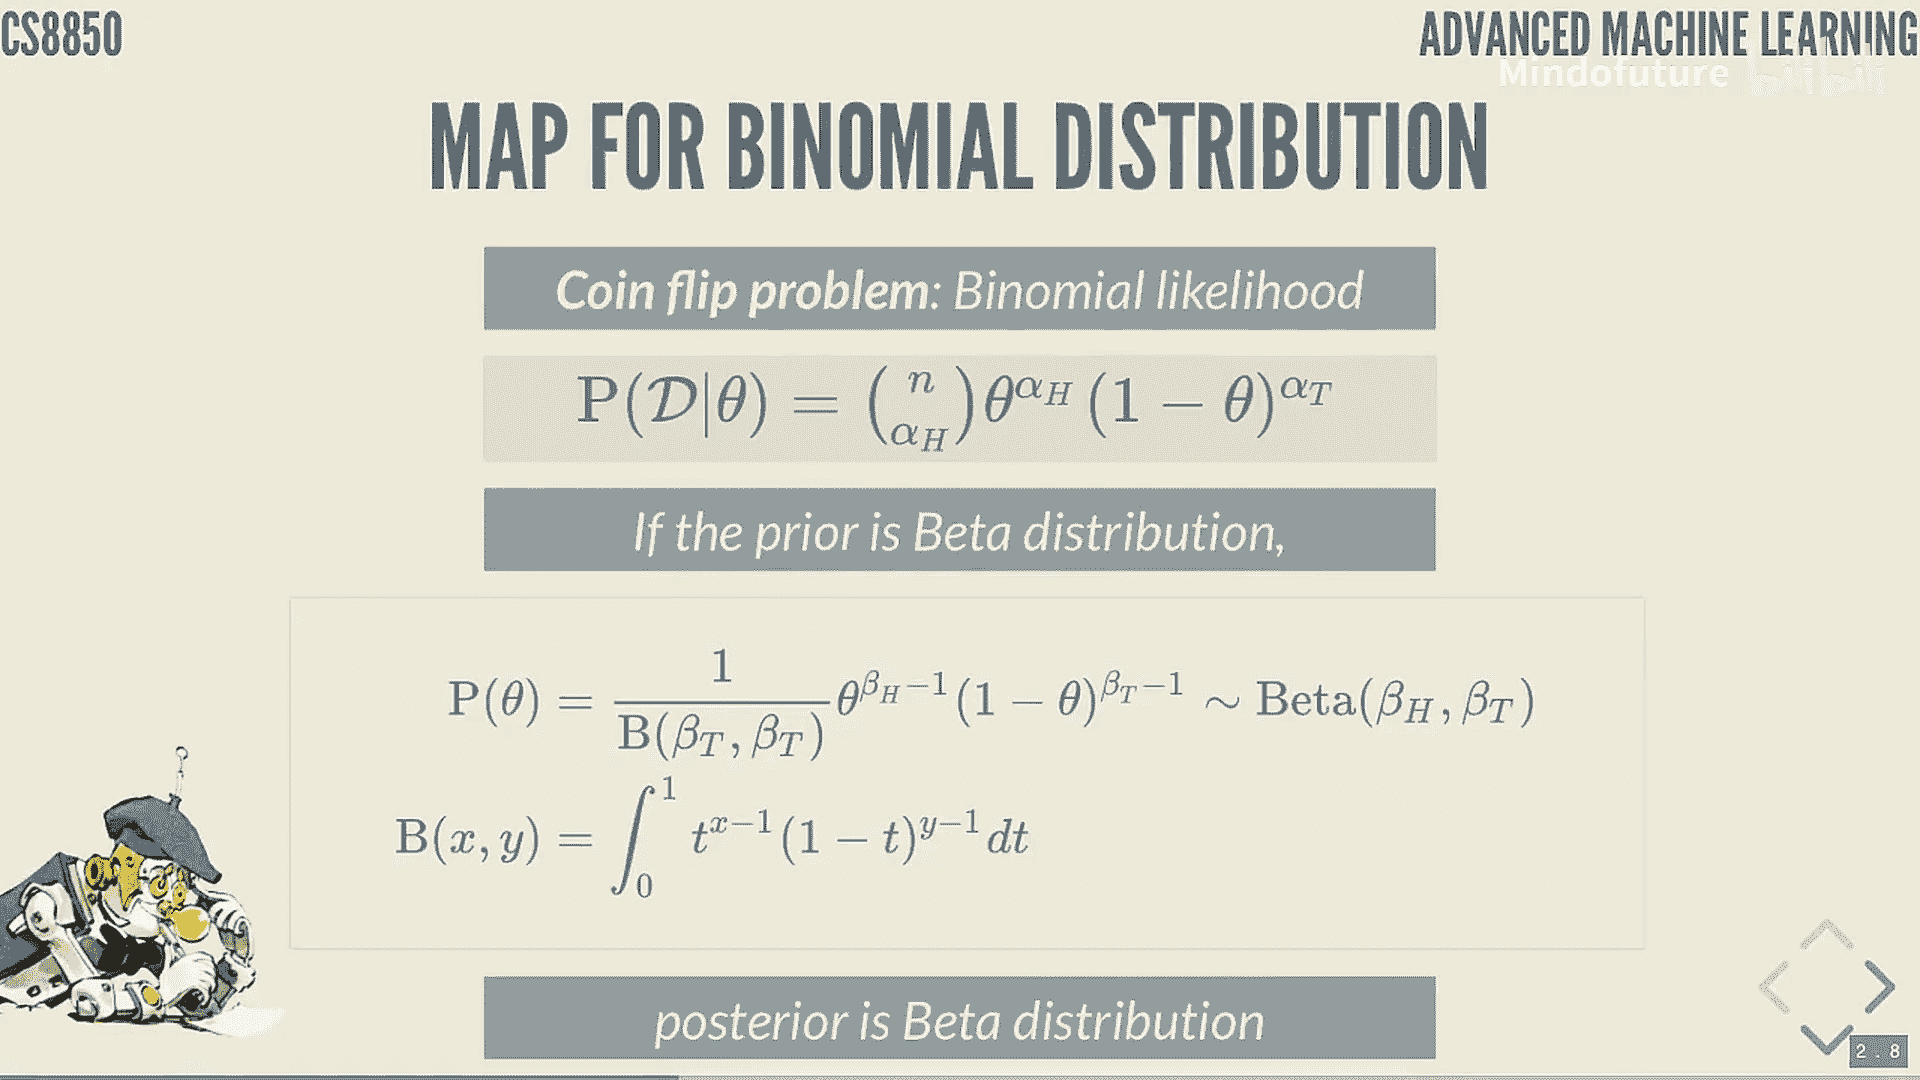 CS8850
ADVANCED MACHINE LEARNING
Mindofuture bilibili
MAP FOR BINOMIAL DISTRIBUTION
Coin flip problem: Binomial likelihood
P(𝒟|θ) = (n α_H) θ^{α_H} (1 − θ)^{α_T}
If the prior is Beta distribution,
P(θ) = 1/B(β_T, β_T) θ^{β_H−1}(1 − θ)^{β_T−1} ∼ Beta(β_H, β_T)
B(x, y) = ∫_0^1 t^{x−1}(1 − t)^{y−1}dt
posterior is Beta distribution
2.8